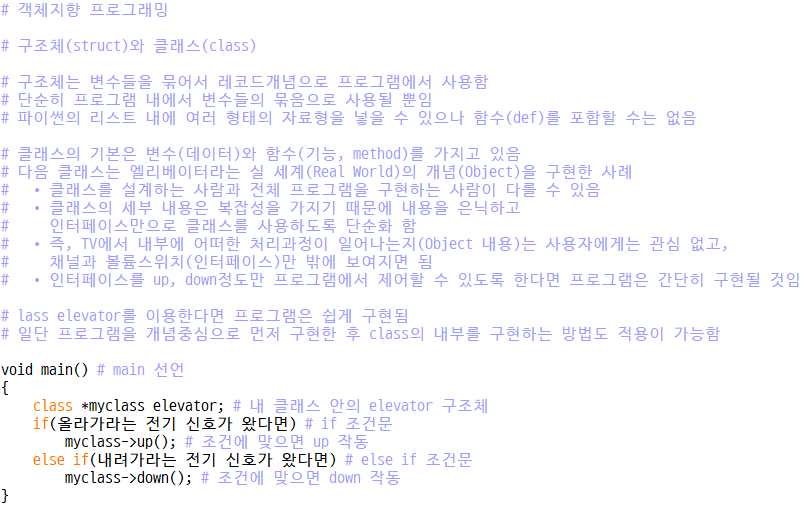 # 객체지향 프로그래밍
# 구조체(struct)와 클래스(class)
# 구조체는 변수들을 묶어서 레코드개념으로 프로그램에서 사용함
# 단순히 프로그램 내에서 변수들의 묶음으로 사용될 뿐임
# 파이썬의 리스트 내에 여러 형태의 자료형을 넣을 수 있으나 함수(def)를 포함할 수는 없음
# 클래스의 기본은 변수(데이터)와 함수(기능, method)를 가지고 있음
# 다음 클래스는 엘리베이터라는 실 세계(Real World)의 개념(Object)을 구현한 사례
#   • 클래스를 설계하는 사람과 전체 프로그램을 구현하는 사람이 다를 수 있음
#   • 클래스의 세부 내용은 복잡성을 가지기 때문에 내용을 은닉하고
#     인터페이스만으로 클래스를 사용하도록 단순화 함
#   • 즉, TV에서 내부에 어떠한 처리과정이 일어나는지(Object 내용)는 사용자에게는 관심 없고,
#     채널과 볼륨스위치(인터페이스)만 밖에 보여지면 됨
#   • 인터페이스를 up, down정도만 프로그램에서 제어할 수 있도록 한다면 프로그램은 간단히 구현될 것임
# lass elevator를 이용한다면 프로그램은 쉽게 구현됨
# 일단 프로그램을 개념중심으로 먼저 구현한 후 class의 내부를 구현하는 방법도 적용이 가능함
void main() # main 선언
{
    class *myclass elevator; # 내 클래스 안의 elevator 구조체
    if(올라가라는 전기 신호가 왔다면) # if 조건문
        myclass->up(); # 조건에 맞으면 up 작동
    else if(내려가라는 전기 신호가 왔다면) # else if 조건문
        myclass->down(); # 조건에 맞으면 down 작동
}